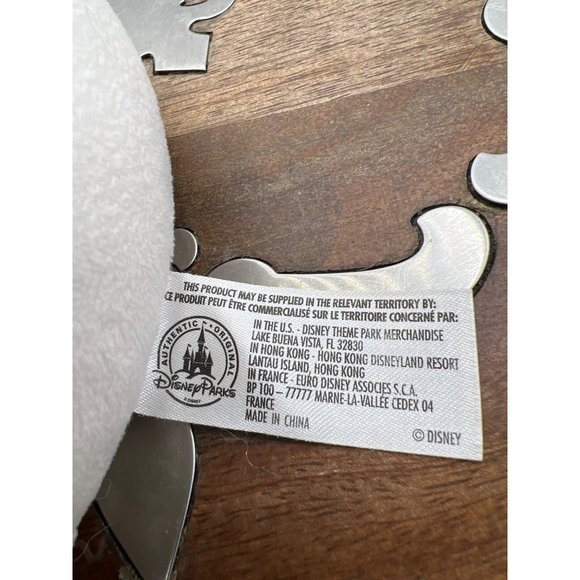 THIS PRODUCT MAY BE SUPPLIED IN THE RELEVANT TERRITORY BY:
CE PRODUIT PEUT ÊTRE COMMERCIALISÉ SUR LE TERRITOIRE CONCERNÉ PAR:
IN THE U.S. - DISNEY THEME PARK MERCHANDISE
LAKE BUENA VISTA, FL 32830
IN HONG KONG - HONG KONG DISNEYLAND RESORT
LANTAU ISLAND, HONG KONG
IN FRANCE - EURO DISNEY ASSOCIES S.C.A.
BP 100 – 77777 MARNE-LA-VALLÉE CEDEX 04
FRANCE
MADE IN CHINA
© DISNEY
AUTHENTIC • ORIGINAL
DISNEY PARKS
© DISNEY